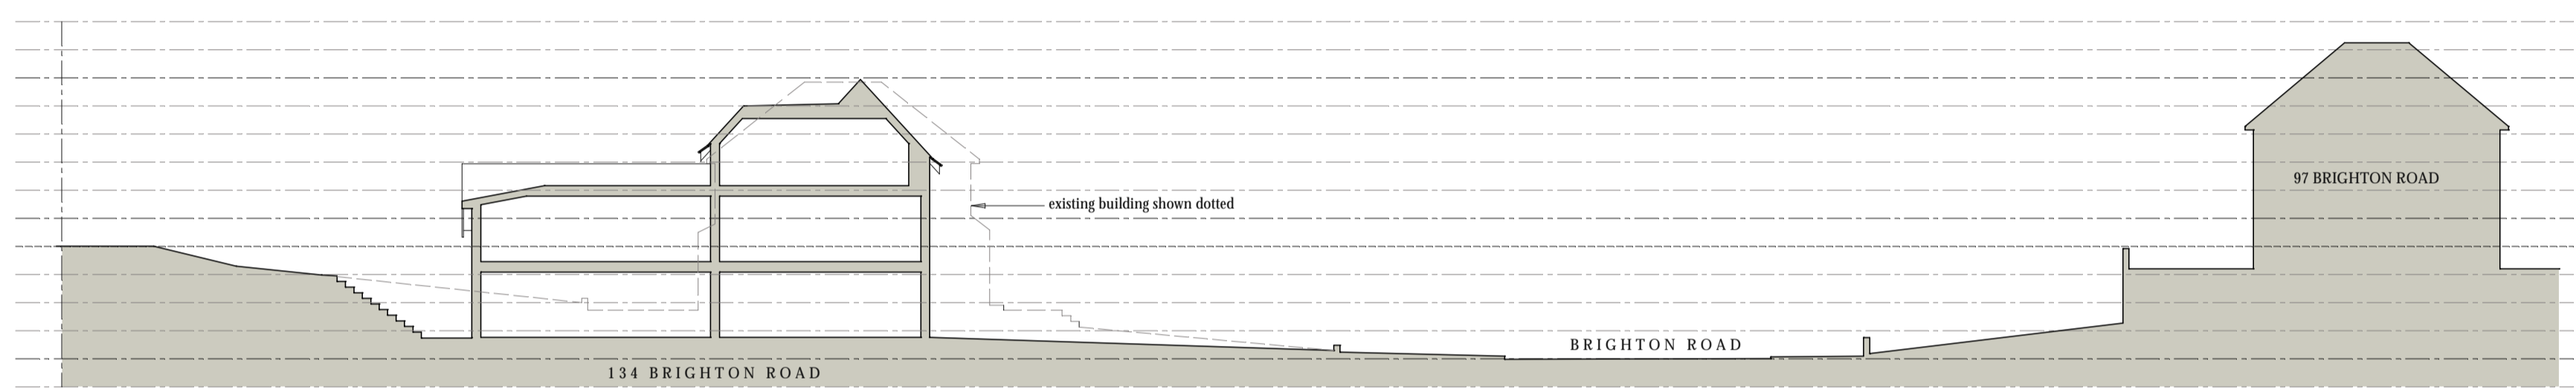 97 BRIGHTON ROAD
existing building shown dotted
BRIGHTON ROAD
134 BRIGHTON ROAD